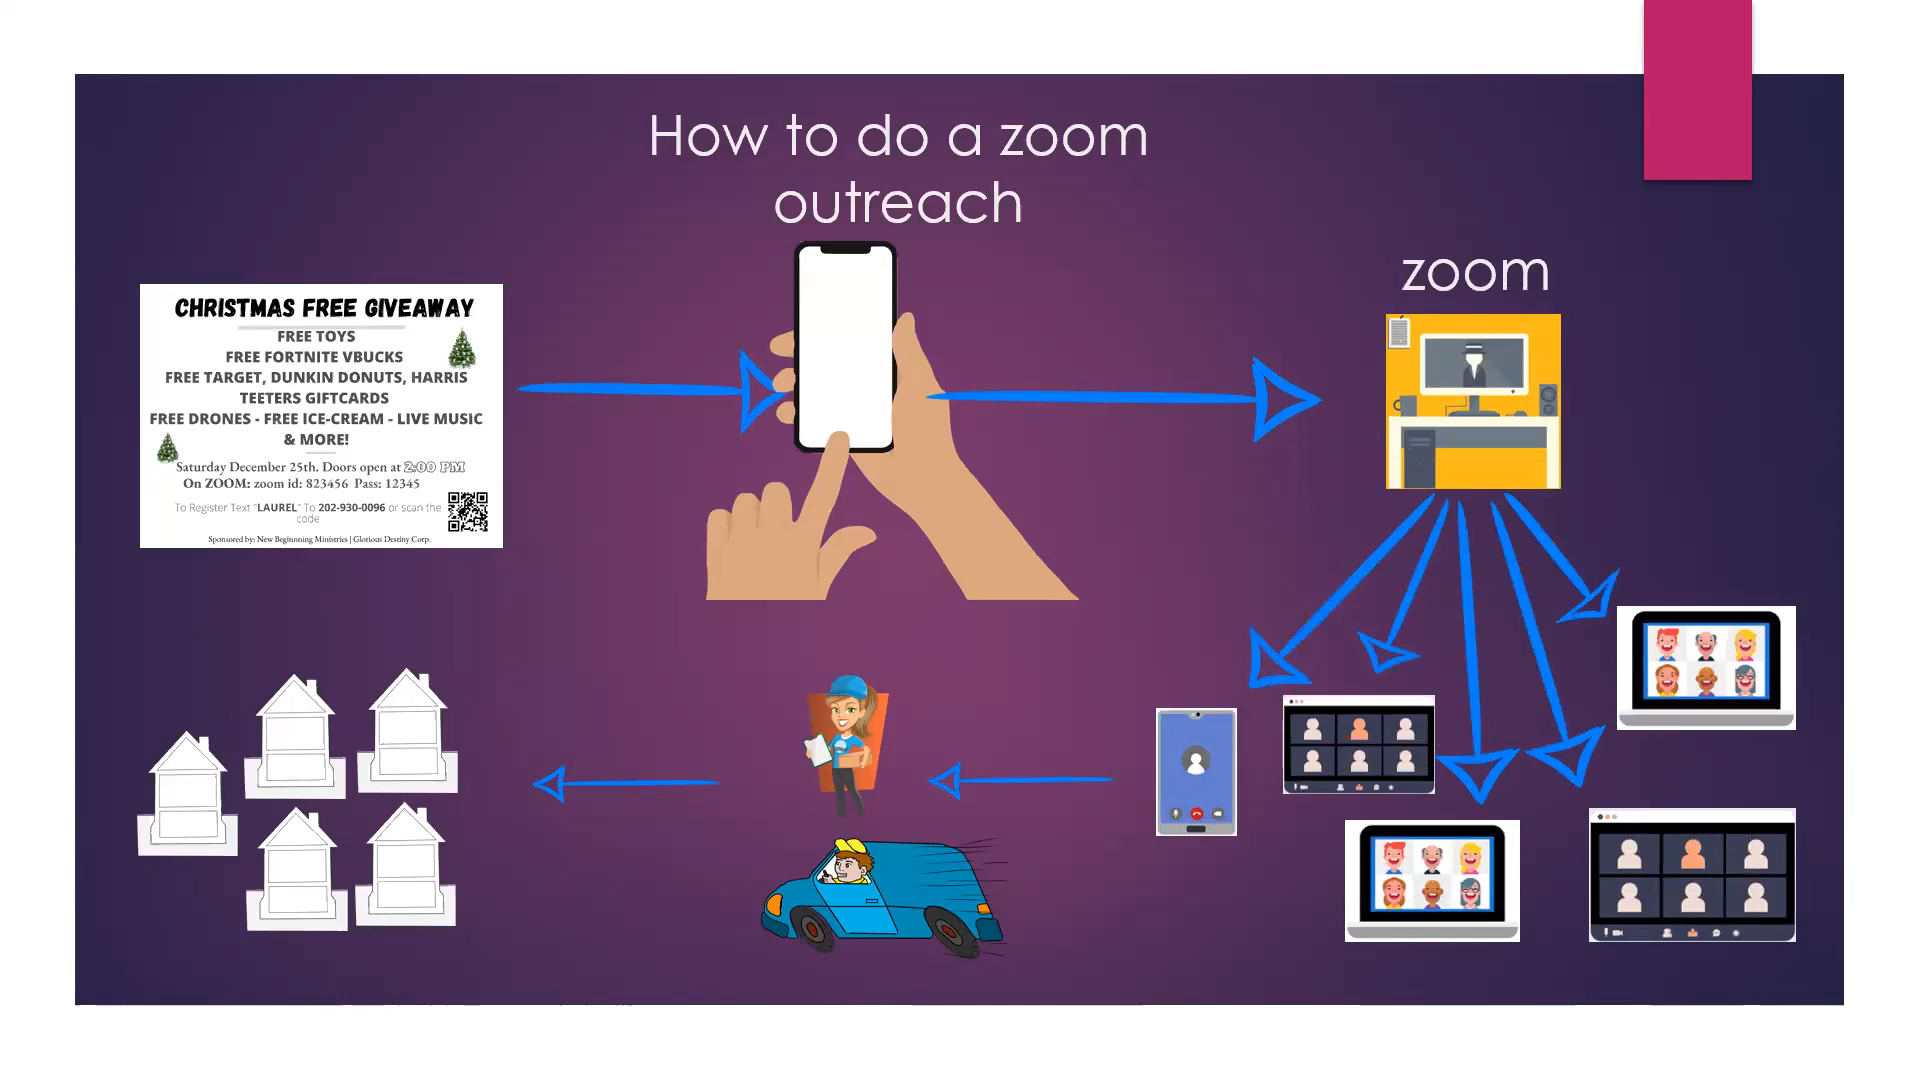 How to do a zoom
outreach
zoom
CHRISTMAS FREE GIVEAWAY
FREE TOYS
FREE FORTNITE VBUCKS
FREE TARGET, DUNKIN DONUTS, HARRIS
TEETERS GIFTCARDS
FREE DRONES - FREE ICE-CREAM - LIVE MUSIC
& MORE!
Saturday December 25th. Doors open at 2:00 PM
On ZOOM: zoom id: 823456 Pass: 12345
To Register Text "LAUREL" To 202-930-0096 or scan the
code
Sponsored by: New Beginnning Ministries | Glorious Destiny Corp.